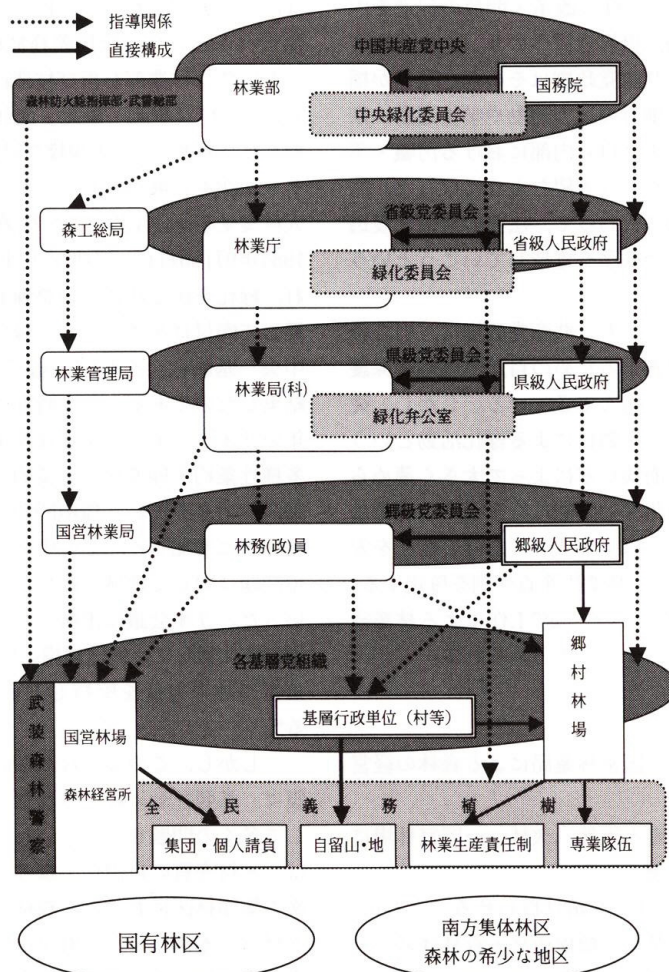 指導関係
直接構成
中国共産党中央
林業部
国務院
森林防火総指揮部・武警総部
中央緑化委員会
省級党委員会
森工総局
林業庁
省級人民政府
緑化委員会
県級党委員会
林業管理局
林業局(科)
県級人民政府
緑化弁公室
郷級党委員会
国営林業局
林務(政)員
郷級人民政府
各基層党組織
郷村林場
武装森林警察
国営林場
森林経営所
基層行政単位（村等）
全民義務植樹
集団・個人請負
自留山・地
林業生産責任制
専業隊伍
国有林区
南方集体林区
森林の希少な地区